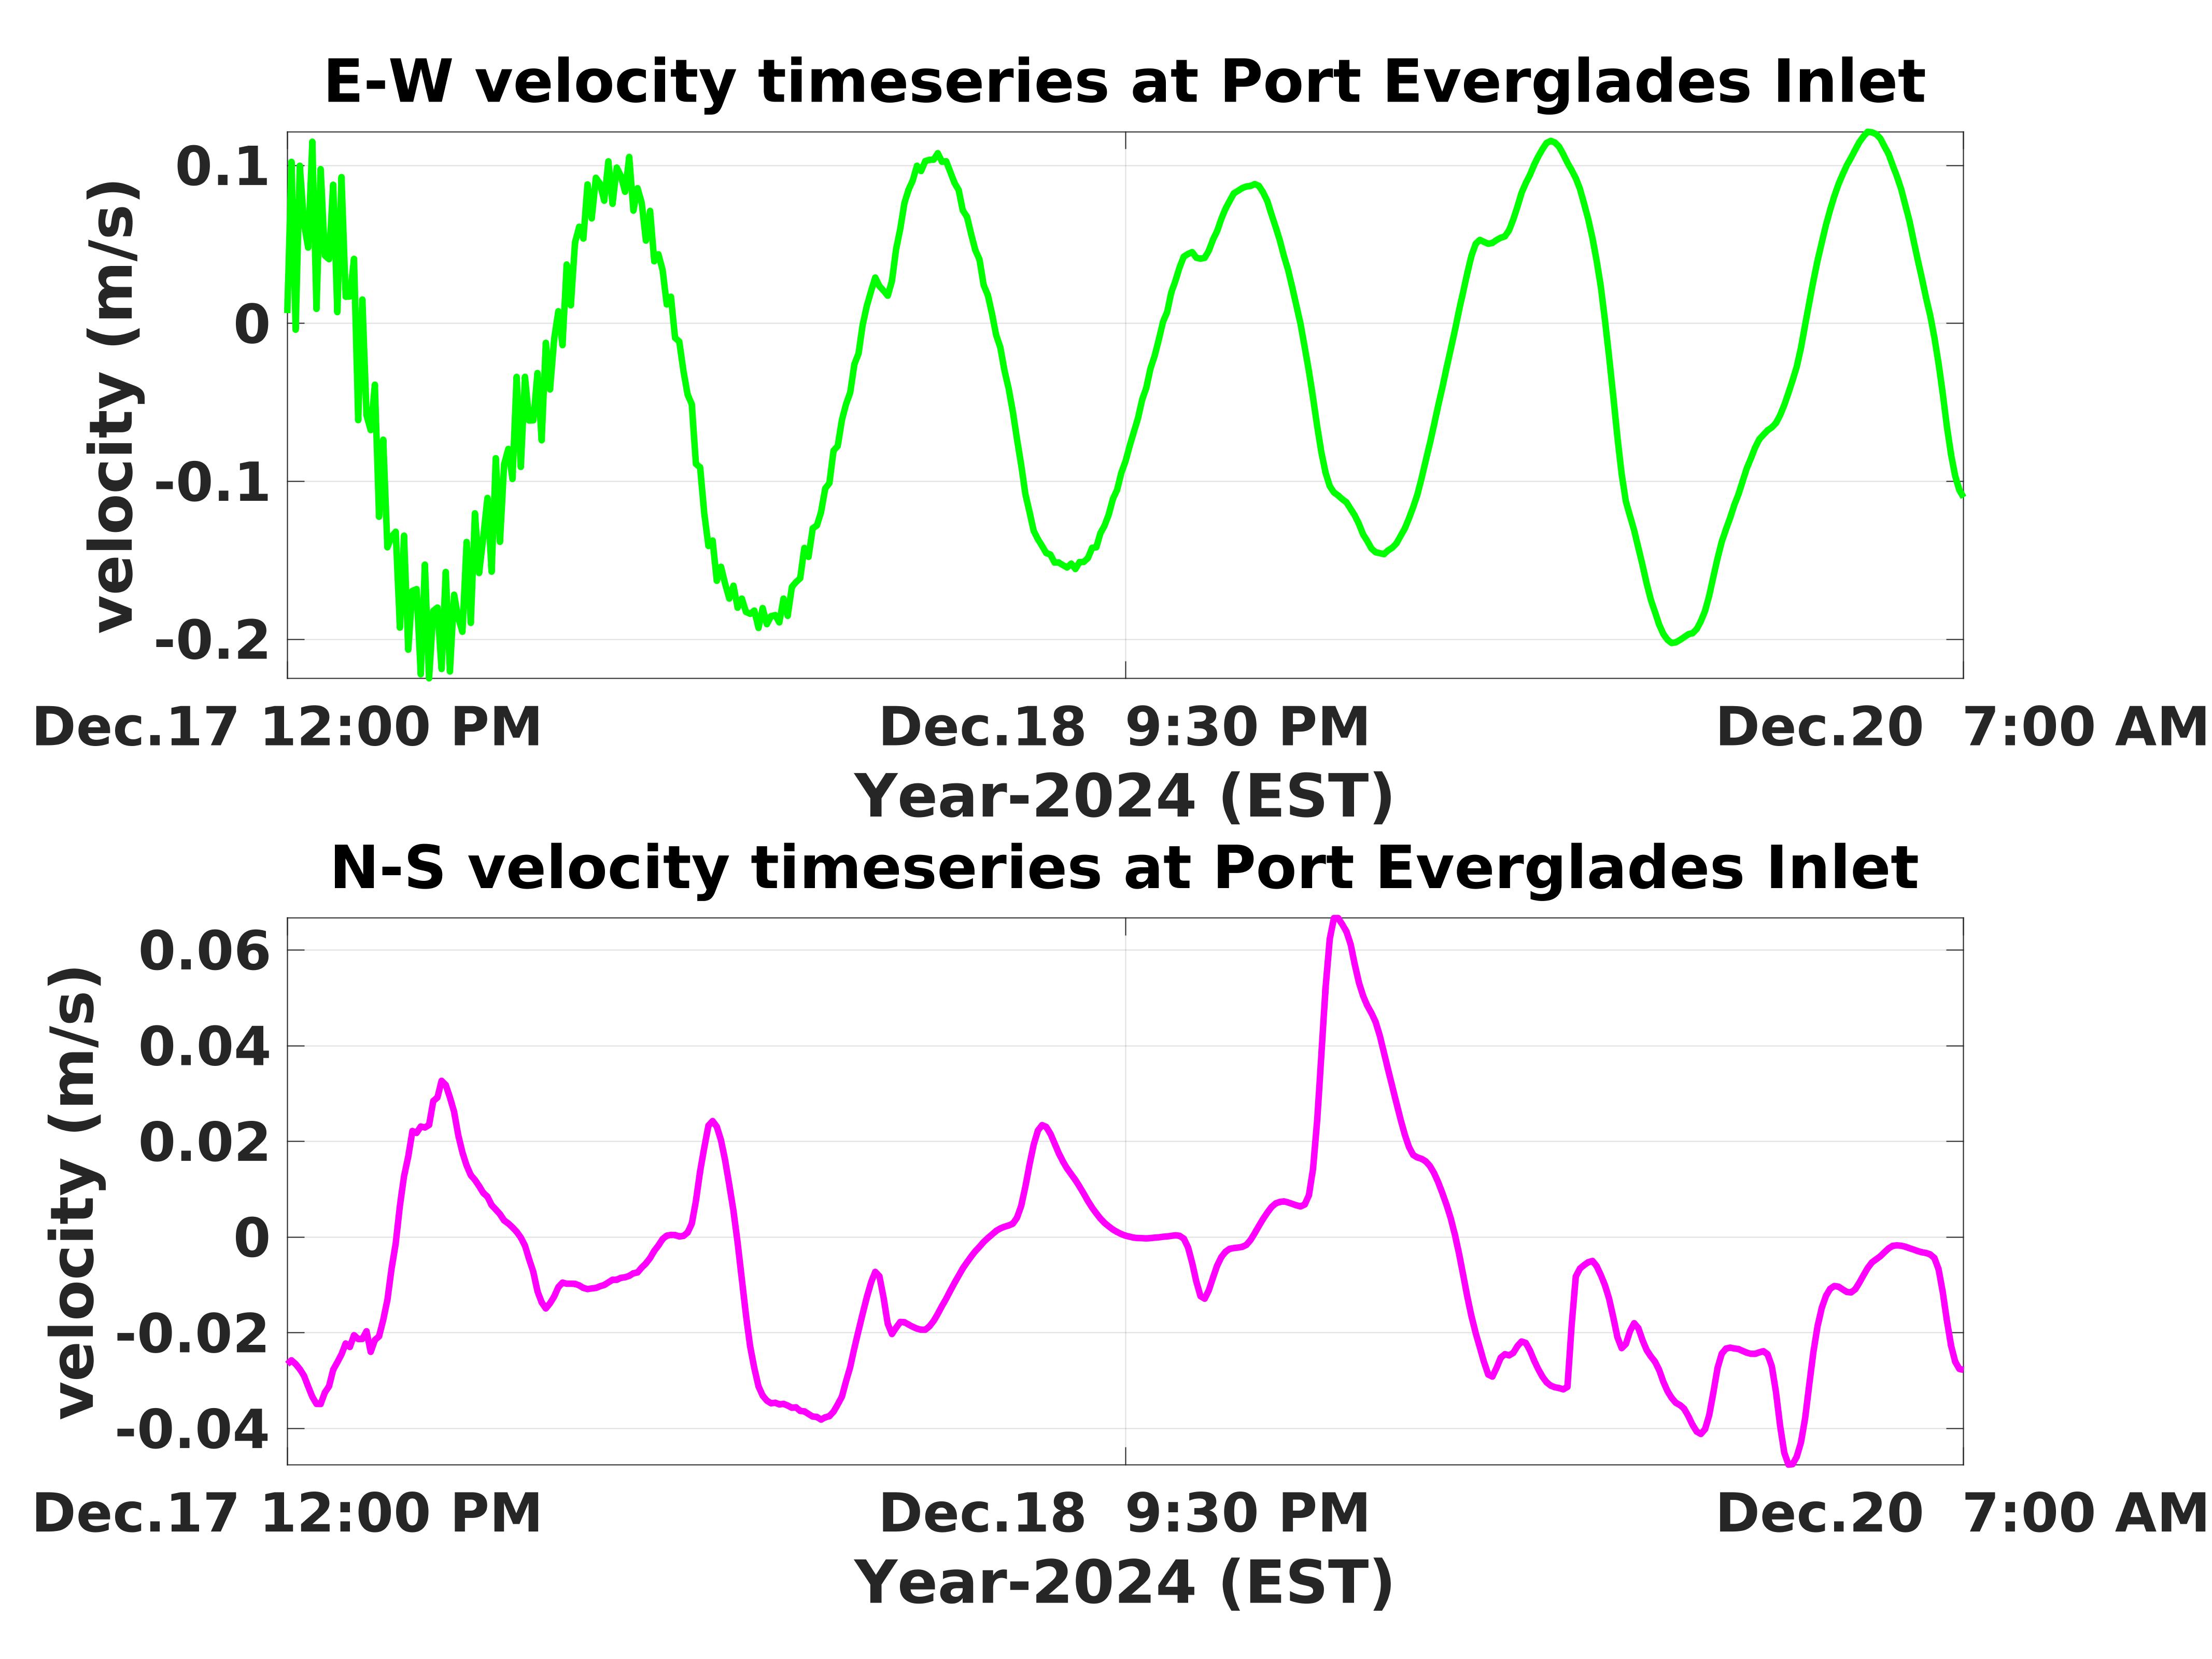 E-W velocity timeseries at Port Everglades Inlet
velocity (m/s)
0.1
0
-0.1
-0.2
Dec.17 12:00 PM
Dec.18  9:30 PM
Dec.20  7:00 AM
Year-2024 (EST)
N-S velocity timeseries at Port Everglades Inlet
velocity (m/s)
0.06
0.04
0.02
0
-0.02
-0.04
Dec.17 12:00 PM
Dec.18  9:30 PM
Dec.20  7:00 AM
Year-2024 (EST)